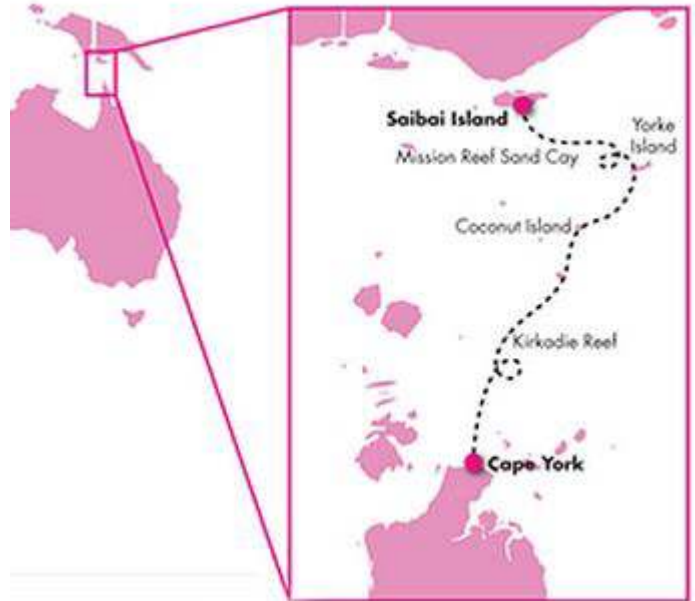 Saibai Island
Yorke
Island
Mission Reef Sand Cay
Coconut Island
Kirkadie Reef
Cape York